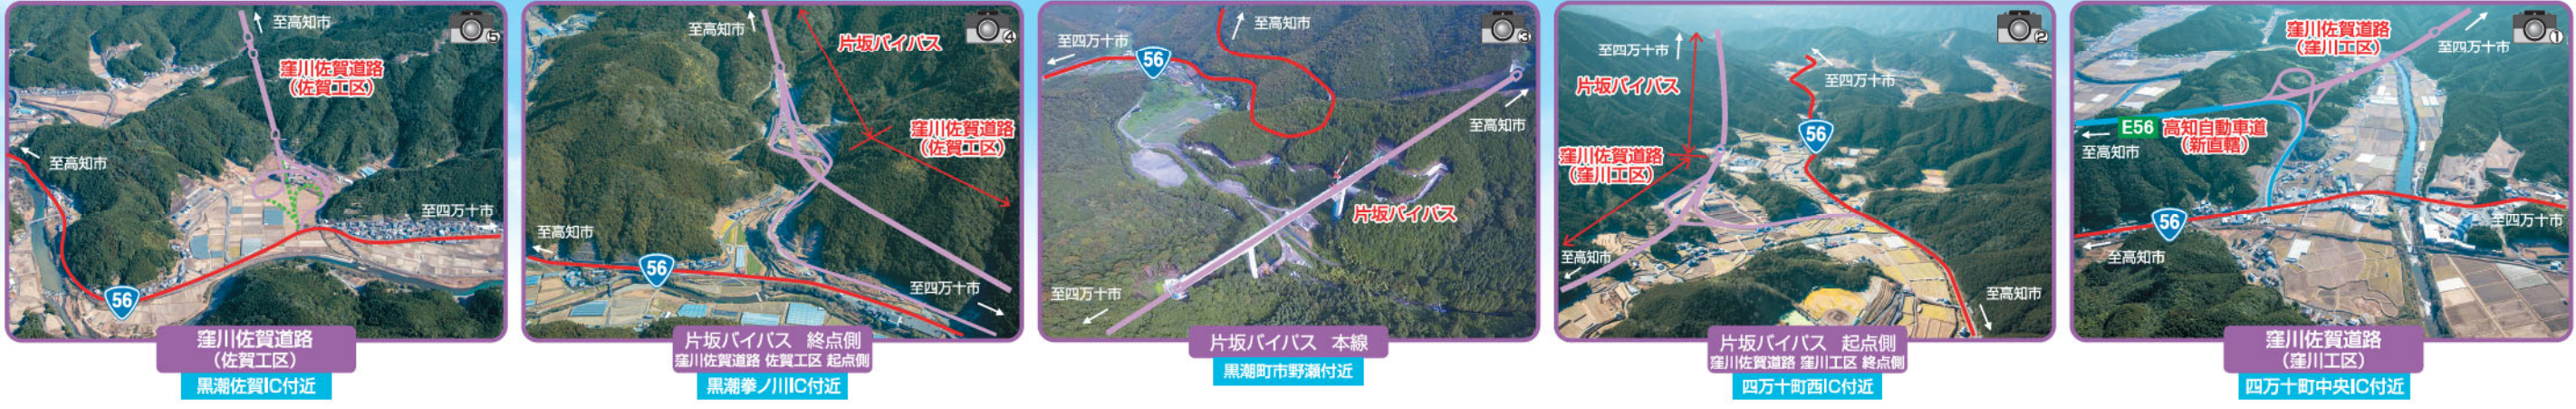 至高知市
⑤
窪川佐賀道路
(佐賀工区)
至高知市
至四万十市
56
窪川佐賀道路
(佐賀工区)
黒潮佐賀IC付近
至高知市
④
片坂バイパス
窪川佐賀道路
(佐賀工区)
至高知市
56
至四万十市
片坂バイパス 終点側
窪川佐賀道路 佐賀工区 起点側
黒潮拳ノ川IC付近
至四万十市
56
至高知市
③
至高知市
片坂バイパス
至四万十市
片坂バイパス 本線
黒潮町市野瀬付近
至四万十市
②
至四万十市
片坂バイパス
56
窪川佐賀道路
(窪川工区)
至高知市
至高知市
片坂バイパス 起点側
窪川佐賀道路 窪川工区 終点側
四万十町西IC付近
窪川佐賀道路
(窪川工区)
至四万十市
①
E56 高知自動車道
(新直轄)
至高知市
56
至四万十市
至高知市
窪川佐賀道路
(窪川工区)
四万十町中央IC付近